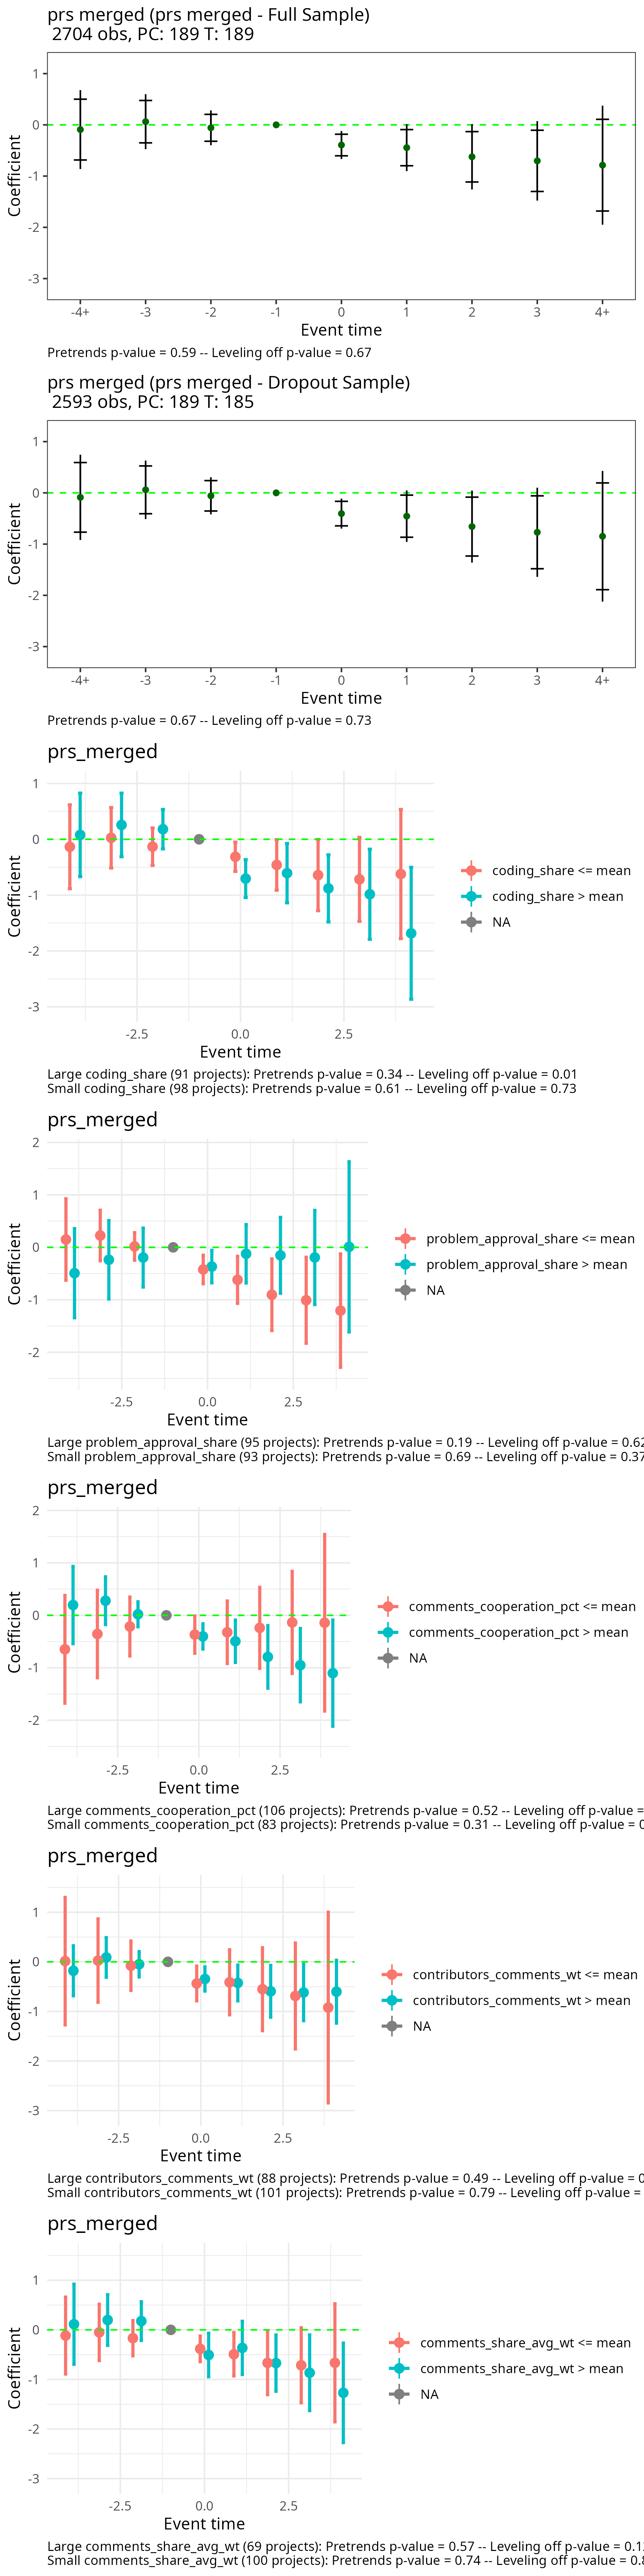 prs merged (prs merged - Full Sample)
2704 obs, PC: 189 T: 189
1
0
-1
-2
-3
Coefficient
-4+ -3 -2 -1 0 1 2 3 4+
Event time
Pretrends p-value = 0.59 -- Leveling off p-value = 0.67
prs merged (prs merged - Dropout Sample)
2593 obs, PC: 189 T: 185
1
0
-1
-2
-3
Coefficient
-4+ -3 -2 -1 0 1 2 3 4+
Event time
Pretrends p-value = 0.67 -- Leveling off p-value = 0.73
prs_merged
1
0
-1
-2
-3
Coefficient
-2.5 0.0 2.5
Event time
coding_share <= mean
coding_share > mean
NA
Large coding_share (91 projects): Pretrends p-value = 0.34 -- Leveling off p-value = 0.01
Small coding_share (98 projects): Pretrends p-value = 0.61 -- Leveling off p-value = 0.73
prs_merged
2
1
0
-1
-2
Coefficient
-2.5 0.0 2.5
Event time
problem_approval_share <= mean
problem_approval_share > mean
NA
Large problem_approval_share (95 projects): Pretrends p-value = 0.19 -- Leveling off p-value = 0.62
Small problem_approval_share (93 projects): Pretrends p-value = 0.69 -- Leveling off p-value = 0.37
prs_merged
2
1
0
-1
-2
Coefficient
-2.5 0.0 2.5
Event time
comments_cooperation_pct <= mean
comments_cooperation_pct > mean
NA
Large comments_cooperation_pct (106 projects): Pretrends p-value = 0.52 -- Leveling off p-value =
Small comments_cooperation_pct (83 projects): Pretrends p-value = 0.31 -- Leveling off p-value =
prs_merged
1
0
-1
-2
-3
Coefficient
-2.5 0.0 2.5
Event time
contributors_comments_wt <= mean
contributors_comments_wt > mean
NA
Large contributors_comments_wt (88 projects): Pretrends p-value = 0.49 -- Leveling off p-value =
Small contributors_comments_wt (101 projects): Pretrends p-value = 0.79 -- Leveling off p-value =
prs_merged
1
0
-1
-2
-3
Coefficient
-2.5 0.0 2.5
Event time
comments_share_avg_wt <= mean
comments_share_avg_wt > mean
NA
Large comments_share_avg_wt (69 projects): Pretrends p-value = 0.57 -- Leveling off p-value =
Small comments_share_avg_wt (100 projects): Pretrends p-value = 0.74 -- Leveling off p-value =